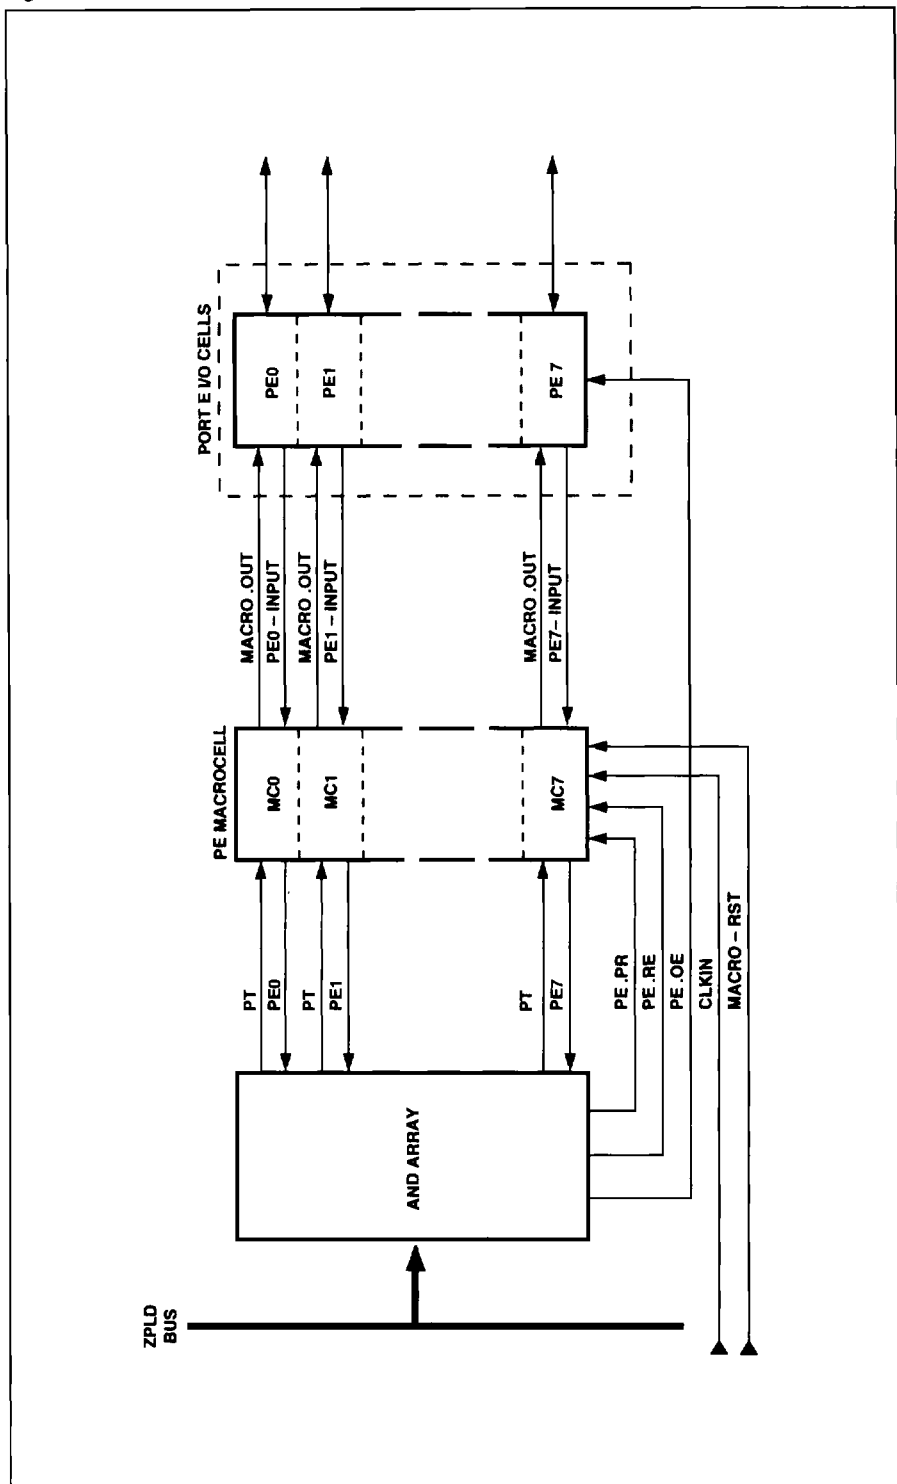 ZPLD
BUS
AND ARRAY
PT
PE0
PT
PE1
PT
PE7
PE .PR
PE .RE
PE .OE
CLKIN
MACRO – RST
PE MACROCELL
MC0
MC1
MC7
MACRO .OUT
PE0 – INPUT
MACRO .OUT
PE1 – INPUT
MACRO .OUT
PE7– INPUT
PORT E I/O CELLS
PE0
PE1
PE 7